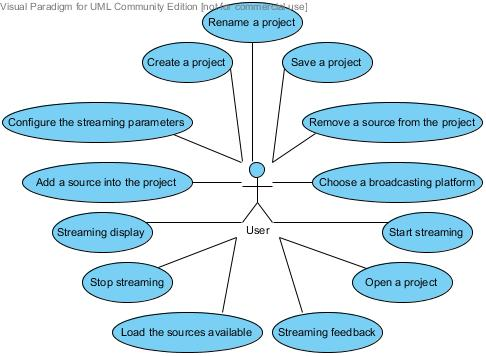 Visual Paradigm for UML Community Edition [not for commercial use]
Rename a project
Create a project
Save a project
Configure the streaming parameters
Remove a source from the project
Add a source into the project
Choose a broadcasting platform
Streaming display
User
Start streaming
Stop streaming
Open a project
Load the sources available
Streaming feedback